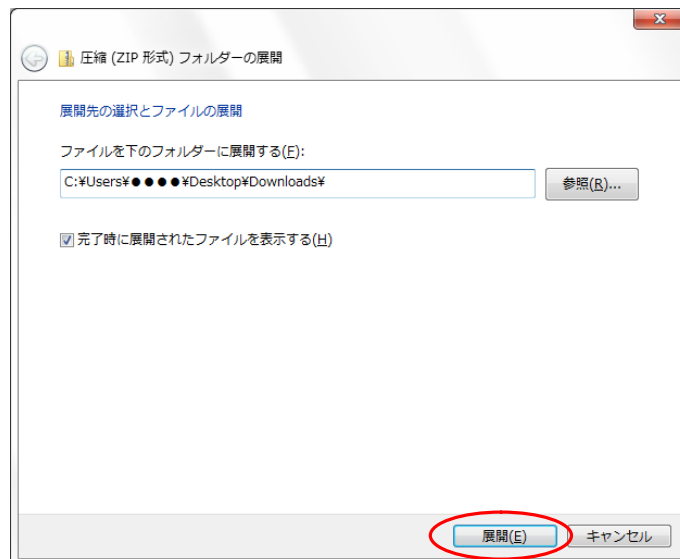 圧縮 (ZIP 形式) フォルダーの展開
展開先の選択とファイルの展開
ファイルを下のフォルダーに展開する(F):
C:¥Users¥●●●●¥Desktop¥Downloads¥
参照(R)...
完了時に展開されたファイルを表示する(H)
展開(E)
キャンセル